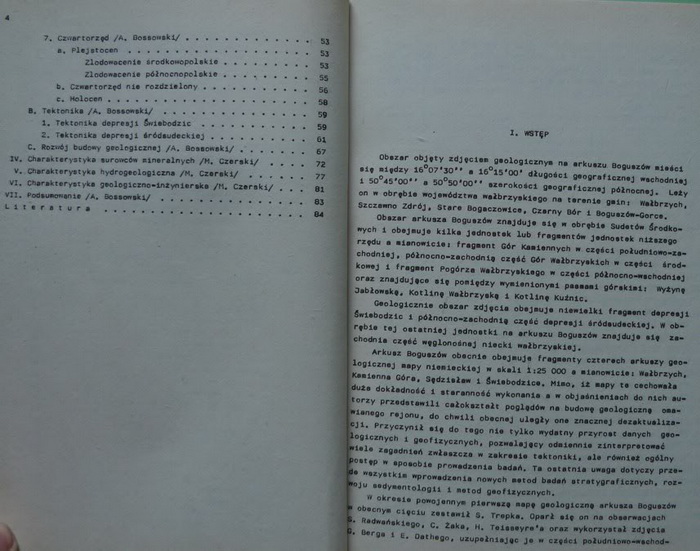 4
7. Czwartorzęd /A. Bossowski/ . . . . . . . . . . . . . 53
a. Plejstocen . . . . . . . . . . . . . . . . . . 53
Zlodowacenie środkowopolskie . . . . . . . . . 53
Zlodowacenie północnopolskie . . . . . . . . . 55
b. Czwartorzęd nie rozdzielony . . . . . . . . . . 56
c. Holocen . . . . . . . . . . . . . . . . . . . . 58
B. Tektonika /A. Bossowski/ . . . . . . . . . . . . . . 59
1. Tektonika depresji Świebodzic . . . . . . . . . . 59
2. Tektonika depresji śródsudeckiej . . . . . . . . . 61
C. Rozwój budowy geologicznej /A. Bossowski/ . . . . . . 67
IV. Charakterystyka surowców mineralnych /M. Czerski/ . . . . 72
V. Charakterystyka hydrogeologiczna /M. Czerski/ . . . . . . 77
VI. Charakterystyka geologiczno-inżynierska /M. Czerski/ . . . 81
VII. Podsumowanie /A. Bossowski/ . . . . . . . . . . . . . . 83
L i t e r a t u r a . . . . . . . . . . . . . . . . . . . 84
I. WSTĘP
Obszar objęty zdjęciem geologicznym na arkuszu Boguszów mieści
się między 16°07'30'' a 16°15'00' długości geograficznej wschodniej
i 50°45'00'' a 50°50'00'' szerokości geograficznej północnej. Leży
on w obrębie województwa wałbrzyskiego na terenie gmin: Wałbrzych,
Szczawno Zdrój, Stare Bogaczowice, Czarny Bór i Boguszów-Gorce.
Obszar arkusza Boguszów znajduje się w obrębie Sudetów Środko-
wych i obejmuje kilka jednostek lub fragmentów jednostek niższego
rzędu a mianowicie: fragment Gór Kamiennych w części południowo-za-
chodniej, północno-zachodnią część Gór Wałbrzyskich w części środ-
kowej i fragment Pogórza Wałbrzyskiego w części północno-wschodniej
oraz znajdujące się pomiędzy wymienionymi pasmami górskimi: Wyżynę
Jabłowską, Kotlinę Wałbrzyską i Kotlinę Kuźnic.
Geologicznie obszar zdjęcia obejmuje niewielki fragment depresji
Świebodzic i północno-zachodnią część depresji śródsudeckiej. W ob-
rębie tej ostatniej jednostki na arkuszu Boguszów znajduje się za-
chodnia część węglonośnej niecki wałbrzyskiej.
Arkusz Boguszów obecnie obejmuje fragmenty czterech arkuszy geo-
logicznej mapy niemieckiej w skali 1:25 000 a mianowicie: Wałbrzych,
Kamienna Góra, Sędzisław i Świebodzice. Mimo, iż mapy te cechowała
duża dokładność i staranność wykonania a w objaśnieniach do nich au-
torzy przedstawili całokształt poglądów na budowę geologiczną oma-
wianego rejonu, do chwili obecnej uległy one znacznej dezaktualiza-
cji. Przyczynił się do tego nie tylko wydatny przyrost danych geo-
logicznych i geofizycznych, pozwalający odmiennie zinterpretować
wiele zagadnień zwłaszcza w zakresie tektoniki, ale również ogólny
postęp w sposobie prowadzenia badań. Ta ostatnia uwaga dotyczy prze-
de wszystkim wprowadzenia nowych metod badań stratygraficznych, roz-
woju sedymentologii i metod geofizycznych.
W okresie powojennym pierwszą mapę geologiczną arkusza Boguszów
w obecnym cięciu zestawił S. Trepka. Oparł się on na obserwacjach
S. Radwańskiego, C. Żaka, H. Teisseyre'a oraz wykorzystał zdjęcia
G. Berga i E. Dathego, uzupełniając je w części południowo-wschod-